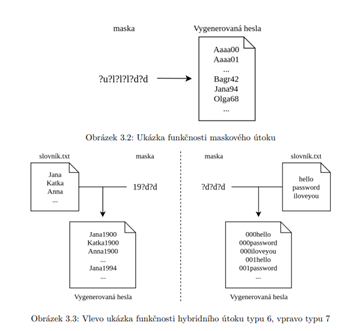 maska
Vygenerovaná hesla
?u?l?l?l?d?d
Aaaa00
Aaaa01
...
Bagr42
Jana94
Olga68
...
Obrázek 3.2: Ukázka funkčnosti maskového útoku
slovník.txt
maska
Jana
Katka
Anna
...
19?d?d
Jana1900
Katka1900
Anna1900
...
Jana1994
...
Vygenerovaná hesla
maska
slovník.txt
?d?d?d
hello
password
iloveyou
000hello
000password
000iloveyou
001hello
001password
...
Vygenerovaná hesla
Obrázek 3.3: Vlevo ukázka funkčnosti hybridního útoku typu 6, vpravo typu 7